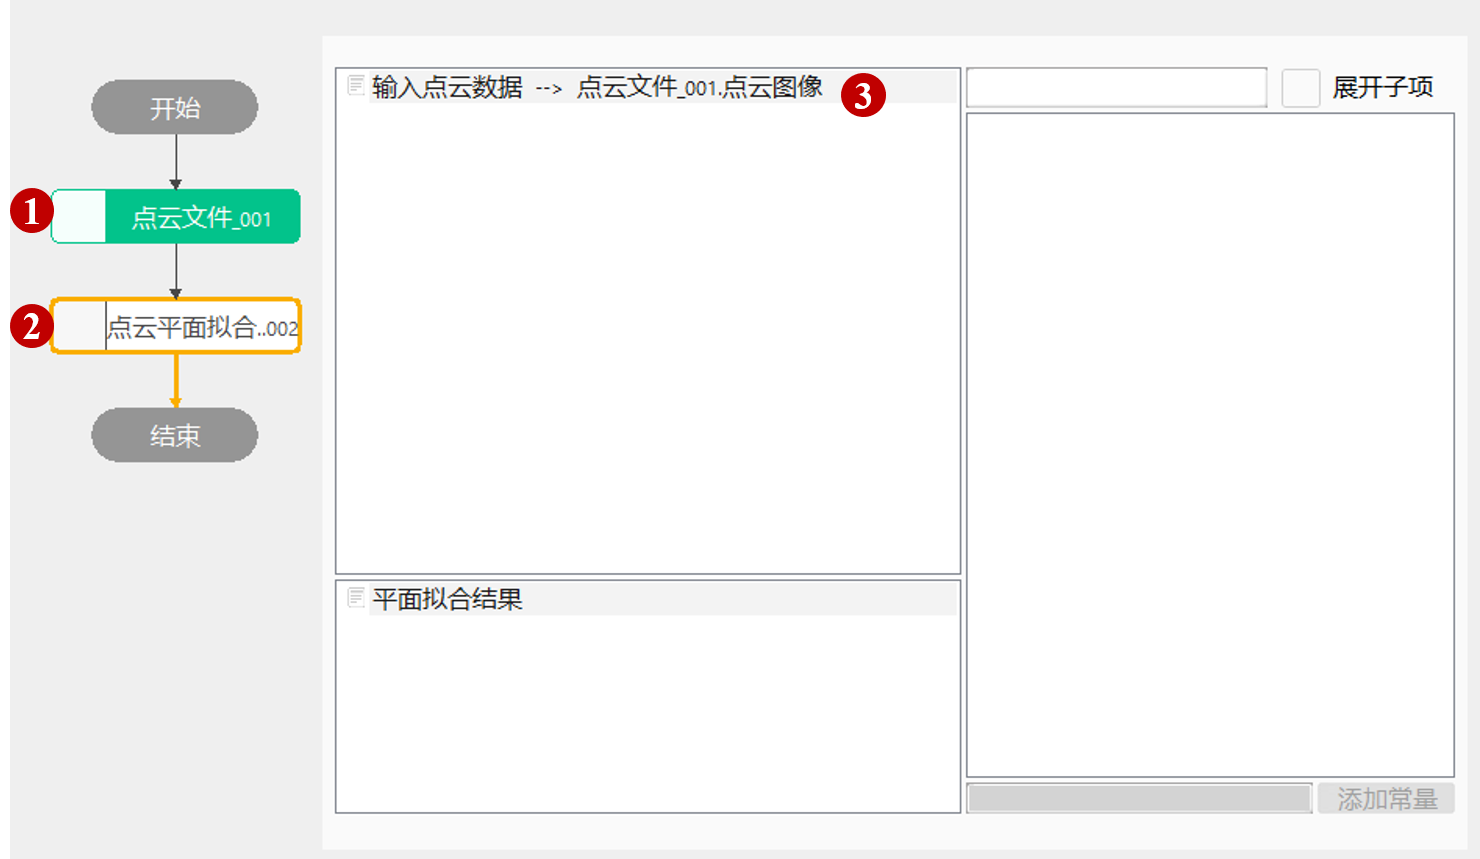 开始
1
点云文件_001
2
点云平面拟合..002
结束
输入点云数据 --> 点云文件_001.点云图像
3
展开子项
平面拟合结果
添加常量